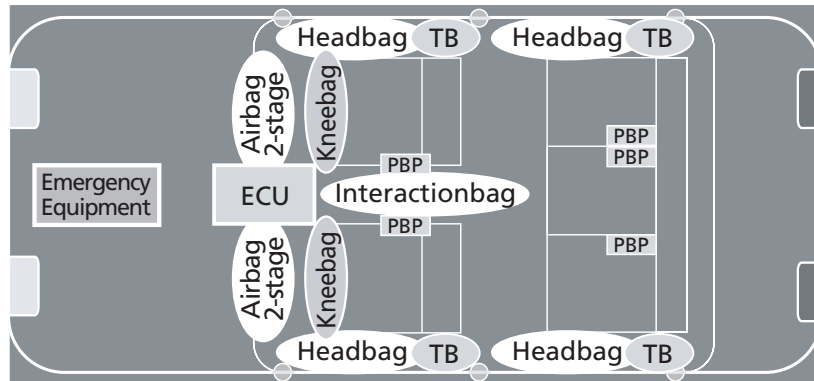 Headbag
TB
Headbag
TB
Airbag
2-stage
Kneebag
PBP
PBP
PBP
Emergency
Equipment
ECU
Interactionbag
PBP
PBP
Airbag
2-stage
Kneebag
Headbag
TB
Headbag
TB